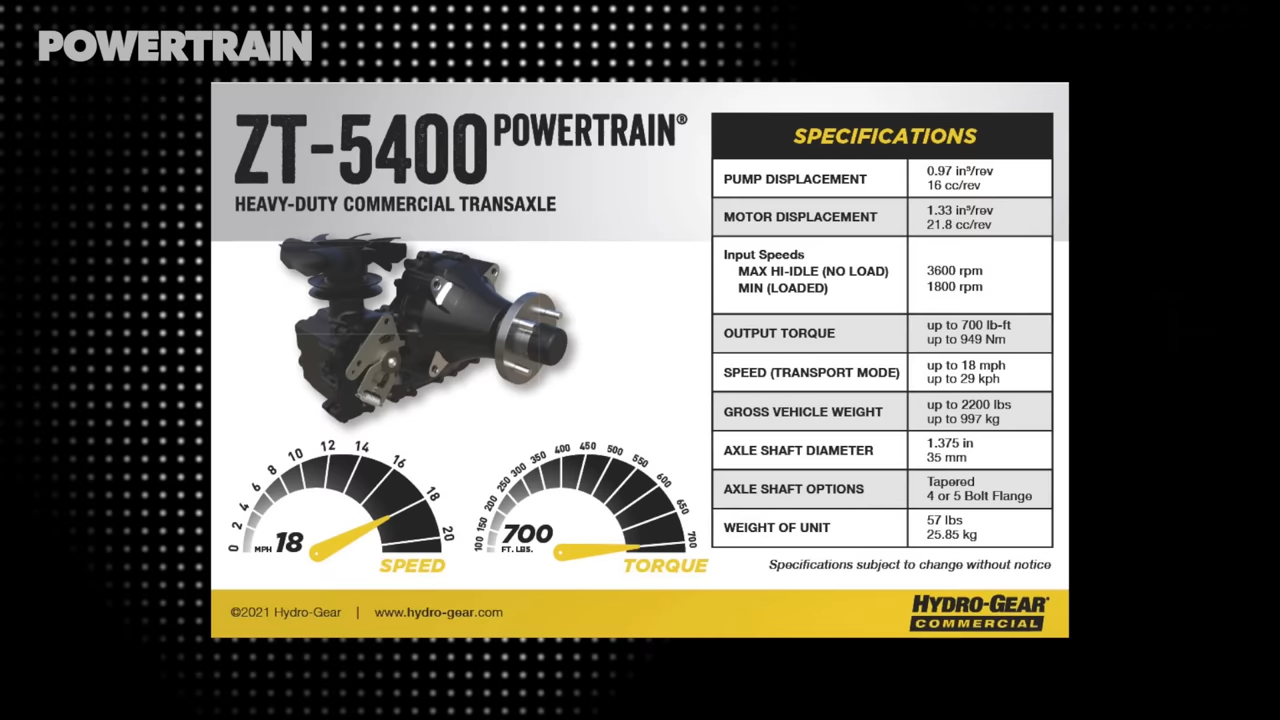 POWERTRAIN
ZT-5400 POWERTRAIN®
HEAVY-DUTY COMMERCIAL TRANSAXLE
SPECIFICATIONS
PUMP DISPLACEMENT
0.97 in³/rev
16 cc/rev
MOTOR DISPLACEMENT
1.33 in³/rev
21.8 cc/rev
Input Speeds
MAX HI-IDLE (NO LOAD) 3600 rpm
MIN (LOADED) 1800 rpm
OUTPUT TORQUE
up to 700 lb-ft
up to 949 Nm
SPEED (TRANSPORT MODE)
up to 18 mph
up to 29 kph
GROSS VEHICLE WEIGHT
up to 2200 lbs
up to 997 kg
AXLE SHAFT DIAMETER
1.375 in
35 mm
AXLE SHAFT OPTIONS
Tapered
4 or 5 Bolt Flange
WEIGHT OF UNIT
57 lbs
25.85 kg
Specifications subject to change without notice
0 2 4 6 8 10 12 14 16 18 20
MPH 18
SPEED
100 150 200 250 300 350 400 450 500 550 600 650 700
700
FT. LBS.
TORQUE
©2021 Hydro-Gear | www.hydro-gear.com
HYDRO-GEAR®
COMMERCIAL